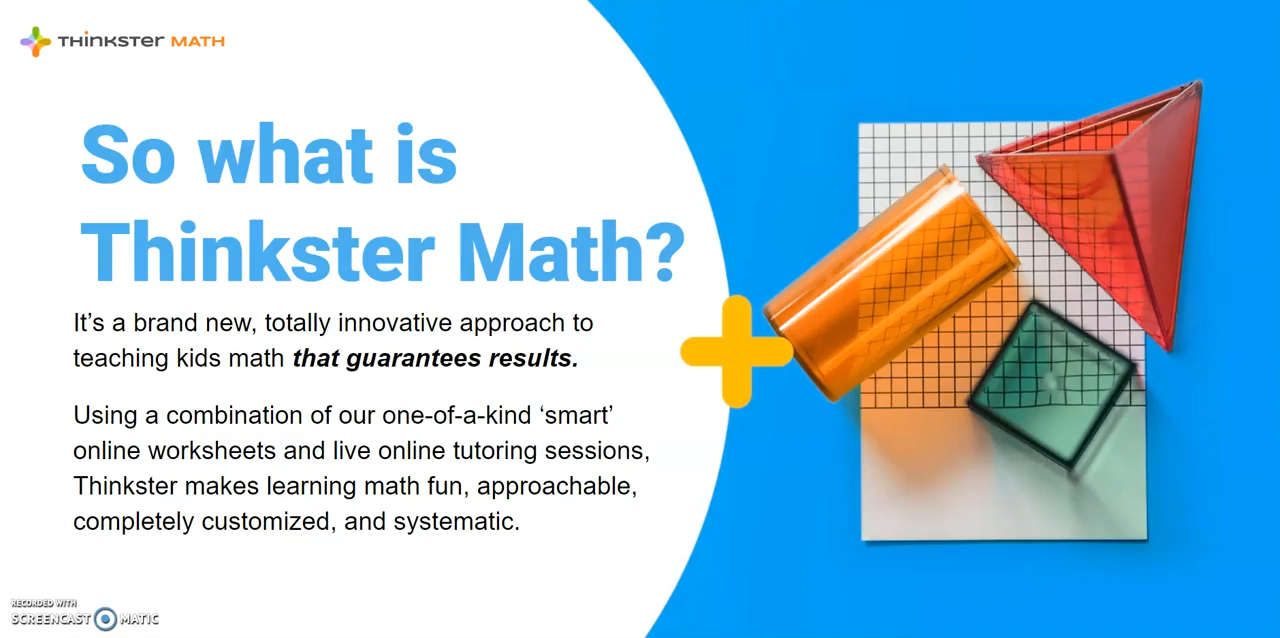 THINKSTER MATH
So what is
Thinkster Math?
It’s a brand new, totally innovative approach to
teaching kids math that guarantees results.
Using a combination of our one-of-a-kind ‘smart’
online worksheets and live online tutoring sessions,
Thinkster makes learning math fun, approachable,
completely customized, and systematic.
RECORDED WITH
SCREENCAST MATIC